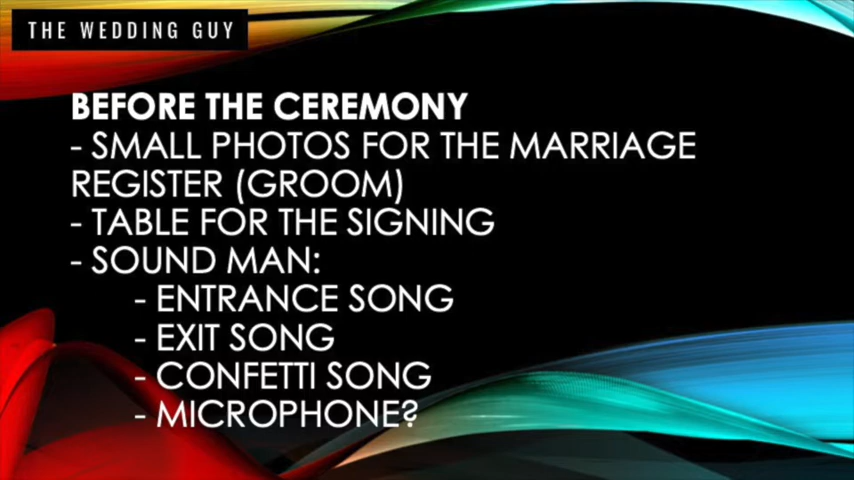 THE WEDDING GUY
BEFORE THE CEREMONY
- SMALL PHOTOS FOR THE MARRIAGE
REGISTER (GROOM)
- TABLE FOR THE SIGNING
- SOUND MAN:
- ENTRANCE SONG
- EXIT SONG
- CONFETTI SONG
- MICROPHONE?